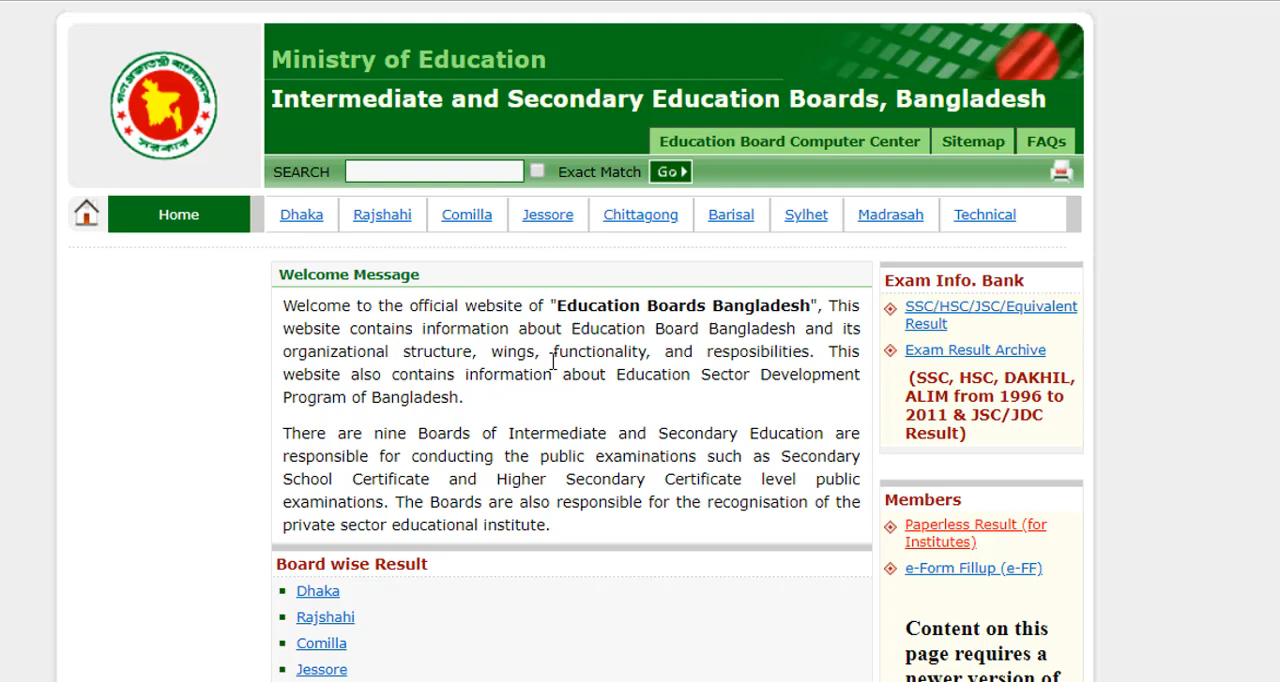 গণপ্রজাতন্ত্রী বাংলাদেশ
সরকার
Ministry of Education
Intermediate and Secondary Education Boards, Bangladesh
Education Board Computer Center Sitemap FAQs
SEARCH Exact Match Go
Home Dhaka Rajshahi Comilla Jessore Chittagong Barisal Sylhet Madrasah Technical
Welcome Message
Welcome to the official website of "Education Boards Bangladesh", This
website contains information about Education Board Bangladesh and its
organizational structure, wings, functionality, and resposibilities. This
website also contains information about Education Sector Development
Program of Bangladesh.
There are nine Boards of Intermediate and Secondary Education are
responsible for conducting the public examinations such as Secondary
School Certificate and Higher Secondary Certificate level public
examinations. The Boards are also responsible for the recognisation of the
private sector educational institute.
Board wise Result
Dhaka
Rajshahi
Comilla
Jessore
Exam Info. Bank
SSC/HSC/JSC/Equivalent
Result
Exam Result Archive
(SSC, HSC, DAKHIL,
ALIM from 1996 to
2011 & JSC/JDC
Result)
Members
Paperless Result (for
Institutes)
e-Form Fillup (e-FF)
Content on this
page requires a
newer version of